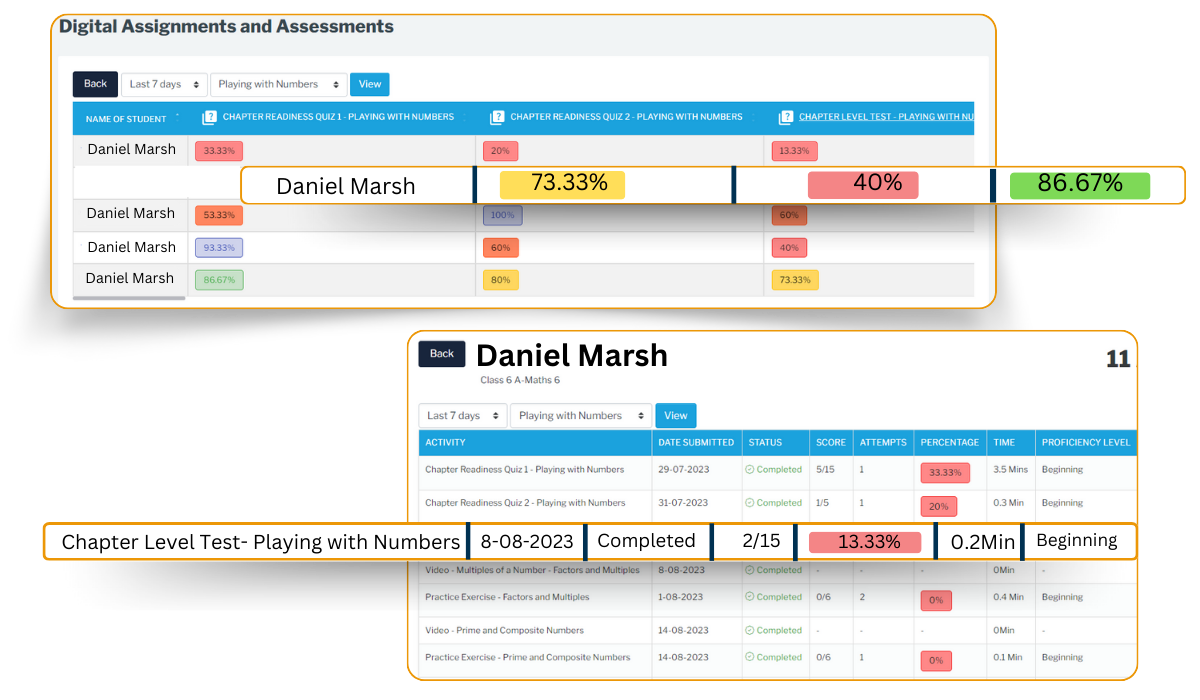 Digital Assignments and Assessments
Back Last 7 days Playing with Numbers View
NAME OF STUDENT CHAPTER READINESS QUIZ 1 - PLAYING WITH NUMBERS CHAPTER READINESS QUIZ 2 - PLAYING WITH NUMBERS CHAPTER LEVEL TEST - PLAYING WITH NU
Daniel Marsh 33.33% 20% 13.33%
Daniel Marsh 73.33% 40% 86.67%
Daniel Marsh 53.33% 100% 60%
Daniel Marsh 93.33% 60% 40%
Daniel Marsh 86.67% 80% 73.33%
Back Daniel Marsh 11
Class 6 A-Maths 6
Last 7 days Playing with Numbers View
ACTIVITY DATE SUBMITTED STATUS SCORE ATTEMPTS PERCENTAGE TIME PROFICIENCY LEVEL
Chapter Readiness Quiz 1 - Playing with Numbers 29-07-2023 Completed 5/15 1 33.33% 3.5 Mins Beginning
Chapter Readiness Quiz 2 - Playing with Numbers 31-07-2023 Completed 1/5 1 20% 0.3 Min Beginning
Chapter Level Test- Playing with Numbers 8-08-2023 Completed 2/15 13.33% 0.2Min Beginning
Video - Multiples of a Number - Factors and Multiples 8-08-2023 Completed - - - 0Min -
Practice Exercise - Factors and Multiples 1-08-2023 Completed 0/6 2 0% 0.4 Min Beginning
Video - Prime and Composite Numbers 14-08-2023 Completed - - - 0Min -
Practice Exercise - Prime and Composite Numbers 14-08-2023 Completed 0/6 1 0% 0.1 Min Beginning